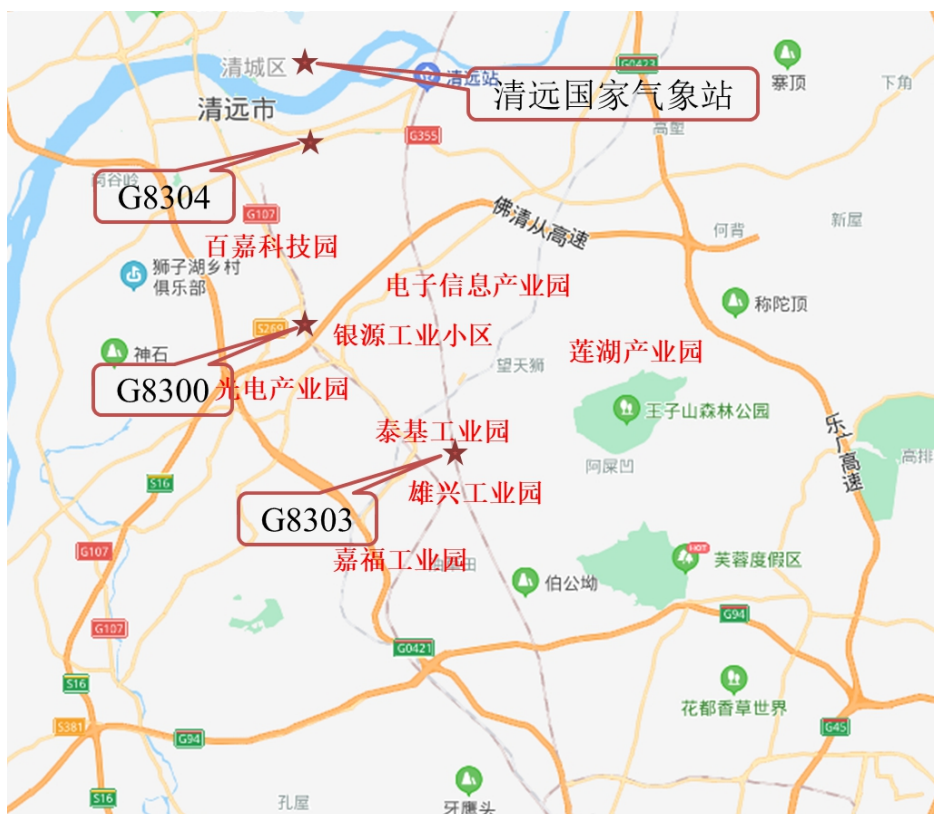 清城区
清远站
G0423
寨顶
下角
清远国家气象站
清远市
G355
高塱
G8304
G107
佛清从高速
新屋
何背
百嘉科技园
狮子湖乡村
俱乐部
电子信息产业园
称陀顶
S269
银源工业小区
莲湖产业园
神石
望天狮
G8300
光电产业园
王子山森林公园
泰基工业园
乐广高速
高排
阿屎凹
S16
雄兴工业园
G8303
G107
嘉福工业园
HOT
芙蓉度假区
伯公坳
G94
G107
G0421
S16
花都香草世界
S381
G94
G45
S16
孔屋
牙鹰头